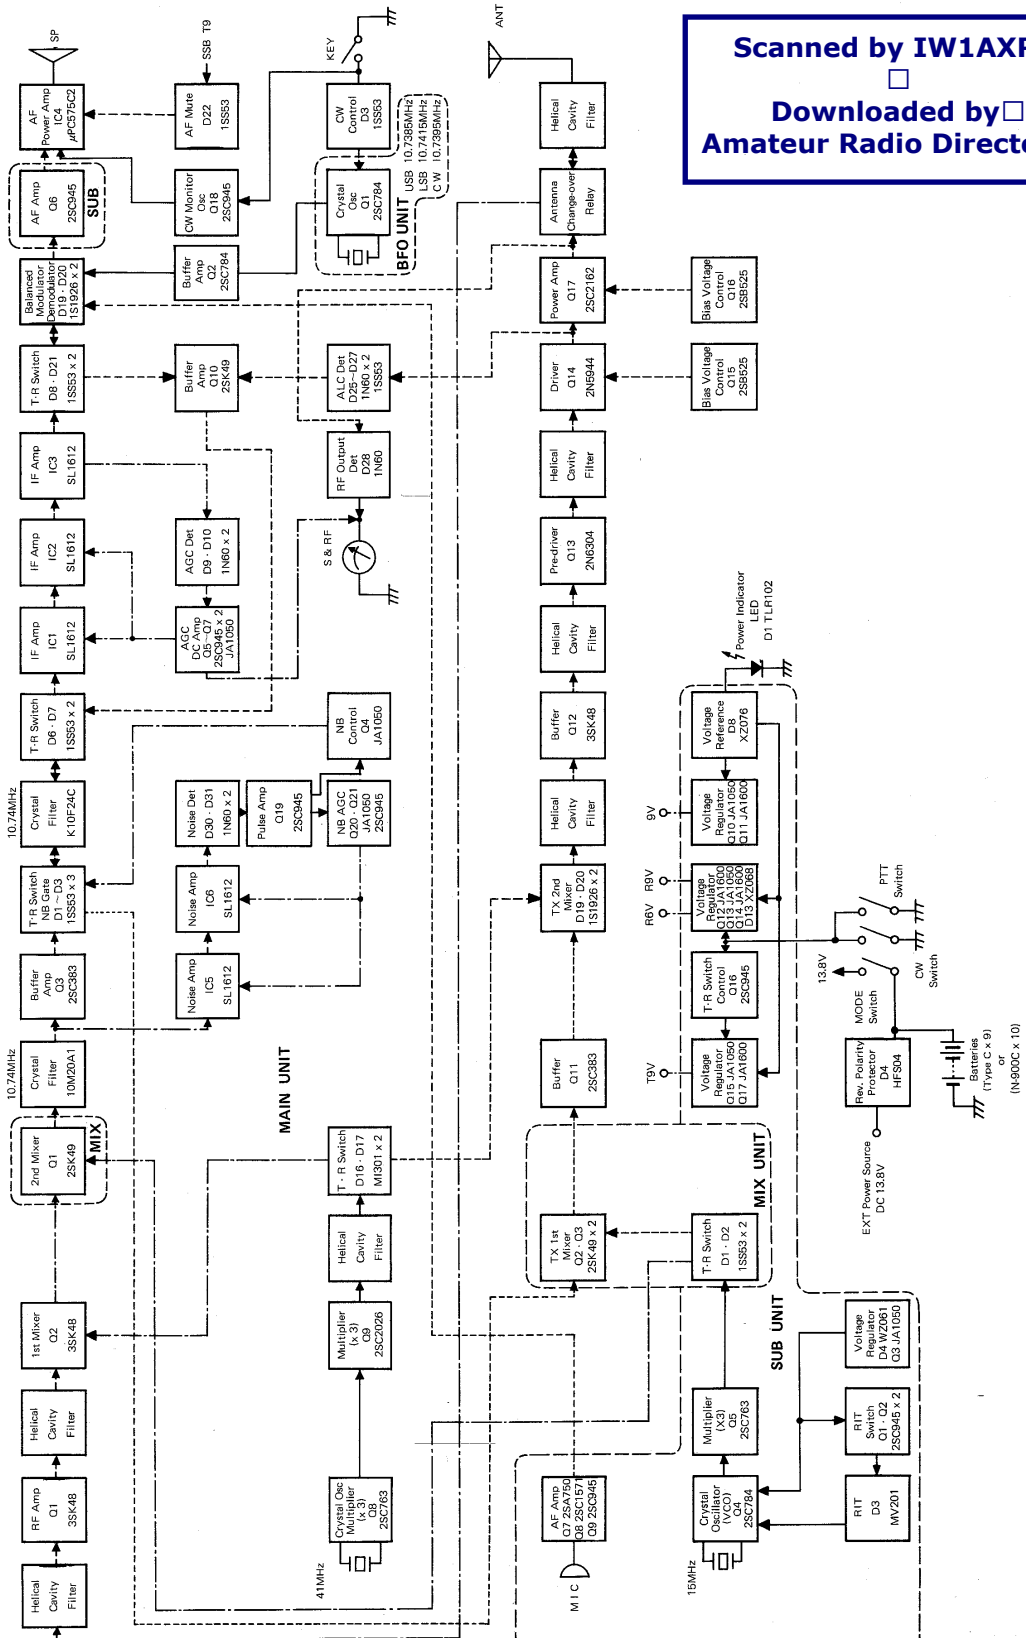 Scanned by IW1AXR
Downloaded by
Amateur Radio Directo
SP
SSB T9
KEY
ANT
AF
Power Amp
IC4
µPC575C2
AF Mute
D22
1SS53
CW
Control
D3
1SS53
Helical
Cavity
Filter
AF Amp
Q6
2SC945
SUB
CW Monitor
Osc
Q18
2SC945
Crystal
Osc
Q1
2SC784
USB 10.7385MHz
LSB 10.7415MHz
CW 10.7395MHz
BFO UNIT
Antenna
Change-over
Relay
Balanced
Modulator
Demodulator
D19 · D20
1S1926 x 2
Buffer
Amp
Q2
2SC784
Power Amp
Q17
2SC2162
Bias Voltage
Control
Q16
2SB525
T·R Switch
D8 · D21
1SS53 x 2
Buffer
Amp
Q10
2SK49
ALC Det
D25~D27
1N60 x 2
1SS53
Driver
Q14
2N5944
Bias Voltage
Control
Q15
2SB525
IF Amp
IC3
SL1612
RF Output
Det
D28
1N60
Helical
Cavity
Filter
IF Amp
IC2
SL1612
AGC Det
D9 · D10
1N60 x 2
S & RF
Pre-driver
Q13
2N6304
IF Amp
IC1
SL1612
AGC
DC Amp
Q5~Q7
2SC945 x 2
JA1050
Helical
Cavity
Filter
Power Indicator
LED
D1 TLR102
T·R Switch
D6 · D7
1SS53 x 2
NB
Control
Q4
JA1050
Buffer
Q12
3SK48
Voltage
Reference
D8
XZ076
10.74MHz
Crystal
Filter
K10F24C
Noise Det
D30 · D31
1N60 x 2
Pulse Amp
Q19
2SC945
NB AGC
Q20 · Q21
JA1050
2SC945
Helical
Cavity
Filter
9V
Voltage
Regulator
Q10 JA1050
Q11 JA1600
T·R Switch
NB Gate
D1 ~ D3
1SS53 x 3
Noise Amp
IC6
SL1612
TX 2nd
Mixer
D19 · D20
1S1926 x 2
R9V
R6V
Voltage
Regulator
Q12 JA1600
Q13 JA1050
Q14 JA1600
D13 XZ068
PTT
Switch
Buffer
Amp
Q3
2SC383
Noise Amp
IC5
SL1612
T·R Switch
Control
Q16
2SC945
13.8V
CW
Switch
MODE
Switch
10.74MHz
Crystal
Filter
10M20A1
MAIN UNIT
Buffer
Q11
2SC383
T9V
Voltage
Regulator
Q15 JA1050
Q17 JA1600
Rev. Polarity
Protector
D4
HFS04
Batteries
(Type C x 9)
or
(N-900C x 10)
2nd Mixer
Q1
2SK49
MIX
T · R Switch
D16 · D17
MI301 x 2
EXT Power Source
DC 13.8V
Helical
Cavity
Filter
TX 1st
Mixer
Q2 · Q3
2SK49 x 2
T·R Switch
D1 · D2
1SS53 x 2
MIX UNIT
1st Mixer
Q2
3SK48
Multiplier
(x 3)
Q9
2SC2026
SUB UNIT
Voltage
Regulator
D4 WZ061
Q3 JA1050
Helical
Cavity
Filter
Multiplier
(X3)
Q5
2SC763
RIT
Switch
Q1 · Q2
2SC945 x 2
RF Amp
Q1
3SK48
41MHz
Crystal Osc
Multiplier
(x 3)
Q8
2SC763
AF Amp
Q7 2SA750
Q8 2SC1571
Q9 2SC945
MIC
15MHz
Crystal
Oscillator
(VCO)
Q4
2SC784
RIT
D3
MV201
Helical
Cavity
Filter